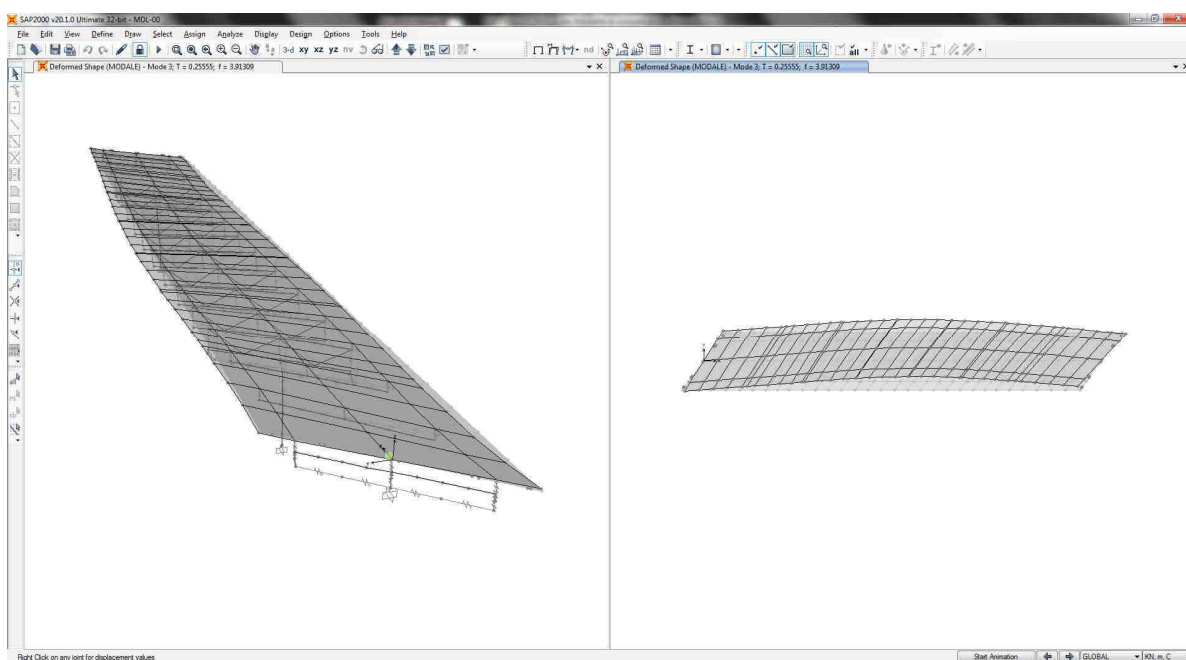 SAP2000 v20.1.0 Ultimate 32-bit - MDL-00
File Edit View Define Draw Select Assign Analyze Display Design Options Tools Help
3-d xy xz yz nv nd all
Deformed Shape (MODALE) - Mode 3; T = 0.25555; f = 3.91309
Deformed Shape (MODALE) - Mode 3; T = 0.25555; f = 3.91309
Right Click on any joint for displacement values
Start Animation GLOBAL KN, m, C